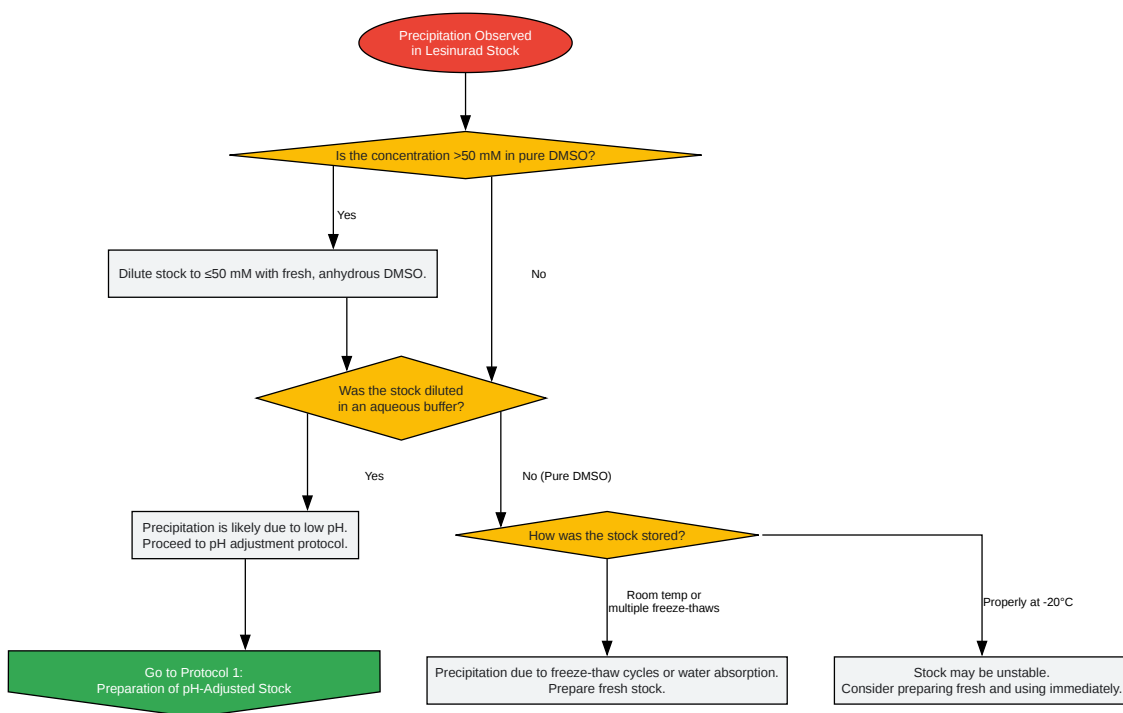 Precipitation Observed
in Lesinurad Stock
Is the concentration >50 mM in pure DMSO?
Yes
Dilute stock to ≤50 mM with fresh, anhydrous DMSO.
No
Was the stock diluted
in an aqueous buffer?
Yes
No (Pure DMSO)
Precipitation is likely due to low pH.
Proceed to pH adjustment protocol.
How was the stock stored?
Room temp or
multiple freeze-thaws
Properly at -20°C
Go to Protocol 1:
Preparation of pH-Adjusted Stock
Precipitation due to freeze-thaw cycles or water absorption.
Prepare fresh stock.
Stock may be unstable.
Consider preparing fresh and using immediately.